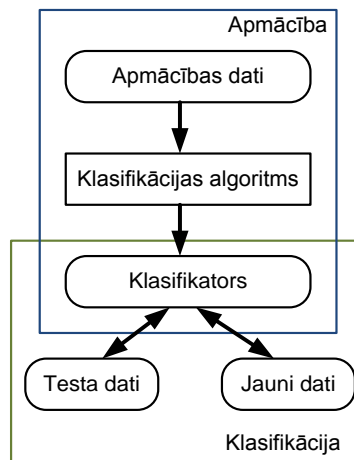 Apmācība
Apmācības dati
Klasifikācijas algoritms
Klasifikators
Testa dati
Jauni dati
Klasifikācija